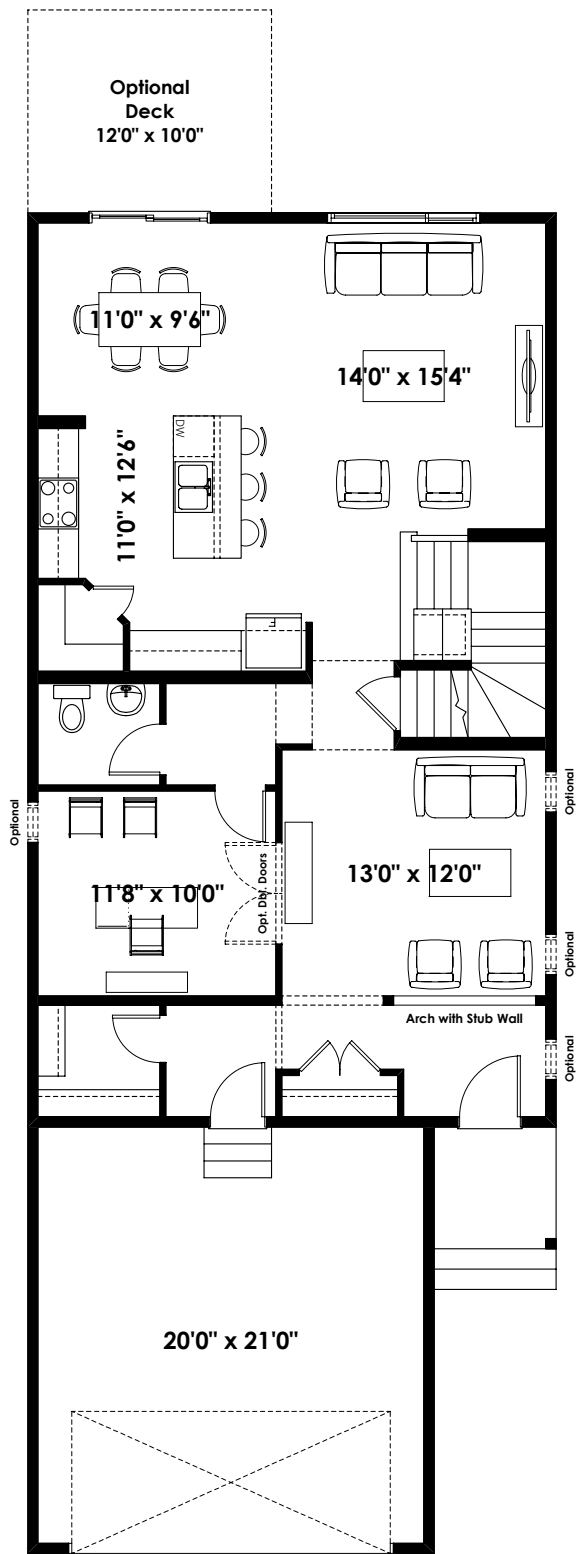 Optional
Deck
12'0" x 10'0"
11'0" x 9'6"
14'0" x 15'4"
DW
11'0" x 12'6"
F
Optional
Optional
13'0" x 12'0"
11'8" x 10'0"
Opt. Dbl. Doors
Optional
Arch with Stub Wall
Optional
20'0" x 21'0"